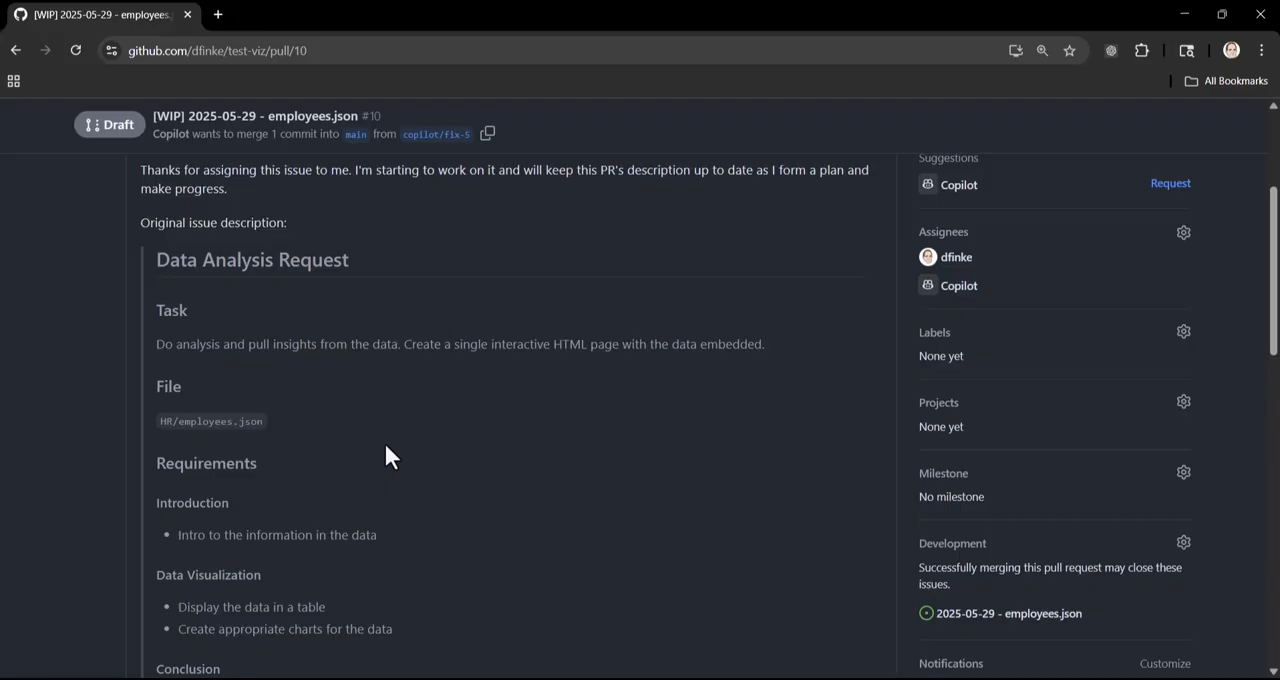 [WIP] 2025-05-29 - employees.
github.com/dfinke/test-viz/pull/10
All Bookmarks
Draft
[WIP] 2025-05-29 - employees.json #10
Copilot wants to merge 1 commit into main from copilot/fix-5
Thanks for assigning this issue to me. I'm starting to work on it and will keep this PR's description up to date as I form a plan and
make progress.
Original issue description:
Data Analysis Request
Task
Do analysis and pull insights from the data. Create a single interactive HTML page with the data embedded.
File
HR/employees.json
Requirements
Introduction
Intro to the information in the data
Data Visualization
Display the data in a table
Create appropriate charts for the data
Conclusion
Suggestions
Copilot
Request
Assignees
dfinke
Copilot
Labels
None yet
Projects
None yet
Milestone
No milestone
Development
Successfully merging this pull request may close these
issues.
2025-05-29 - employees.json
Notifications
Customize